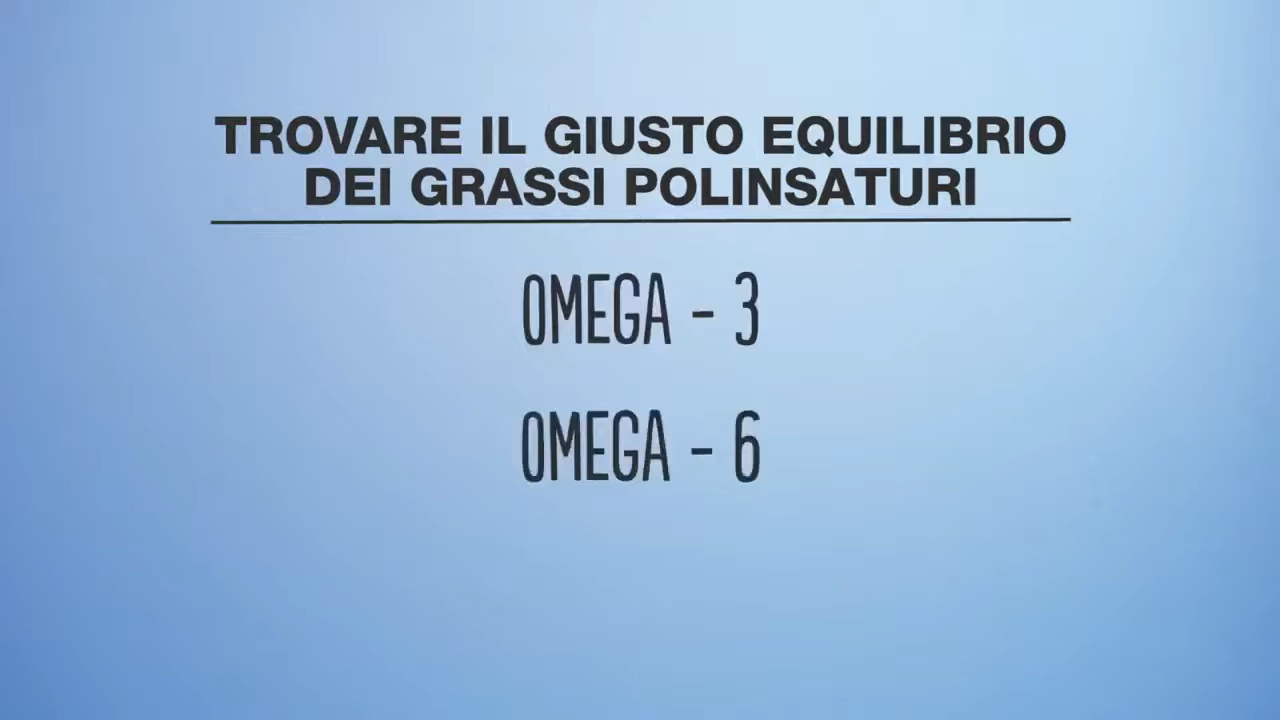 TROVARE IL GIUSTO EQUILIBRIO
DEI GRASSI POLINSATURI
OMEGA - 3
OMEGA - 6